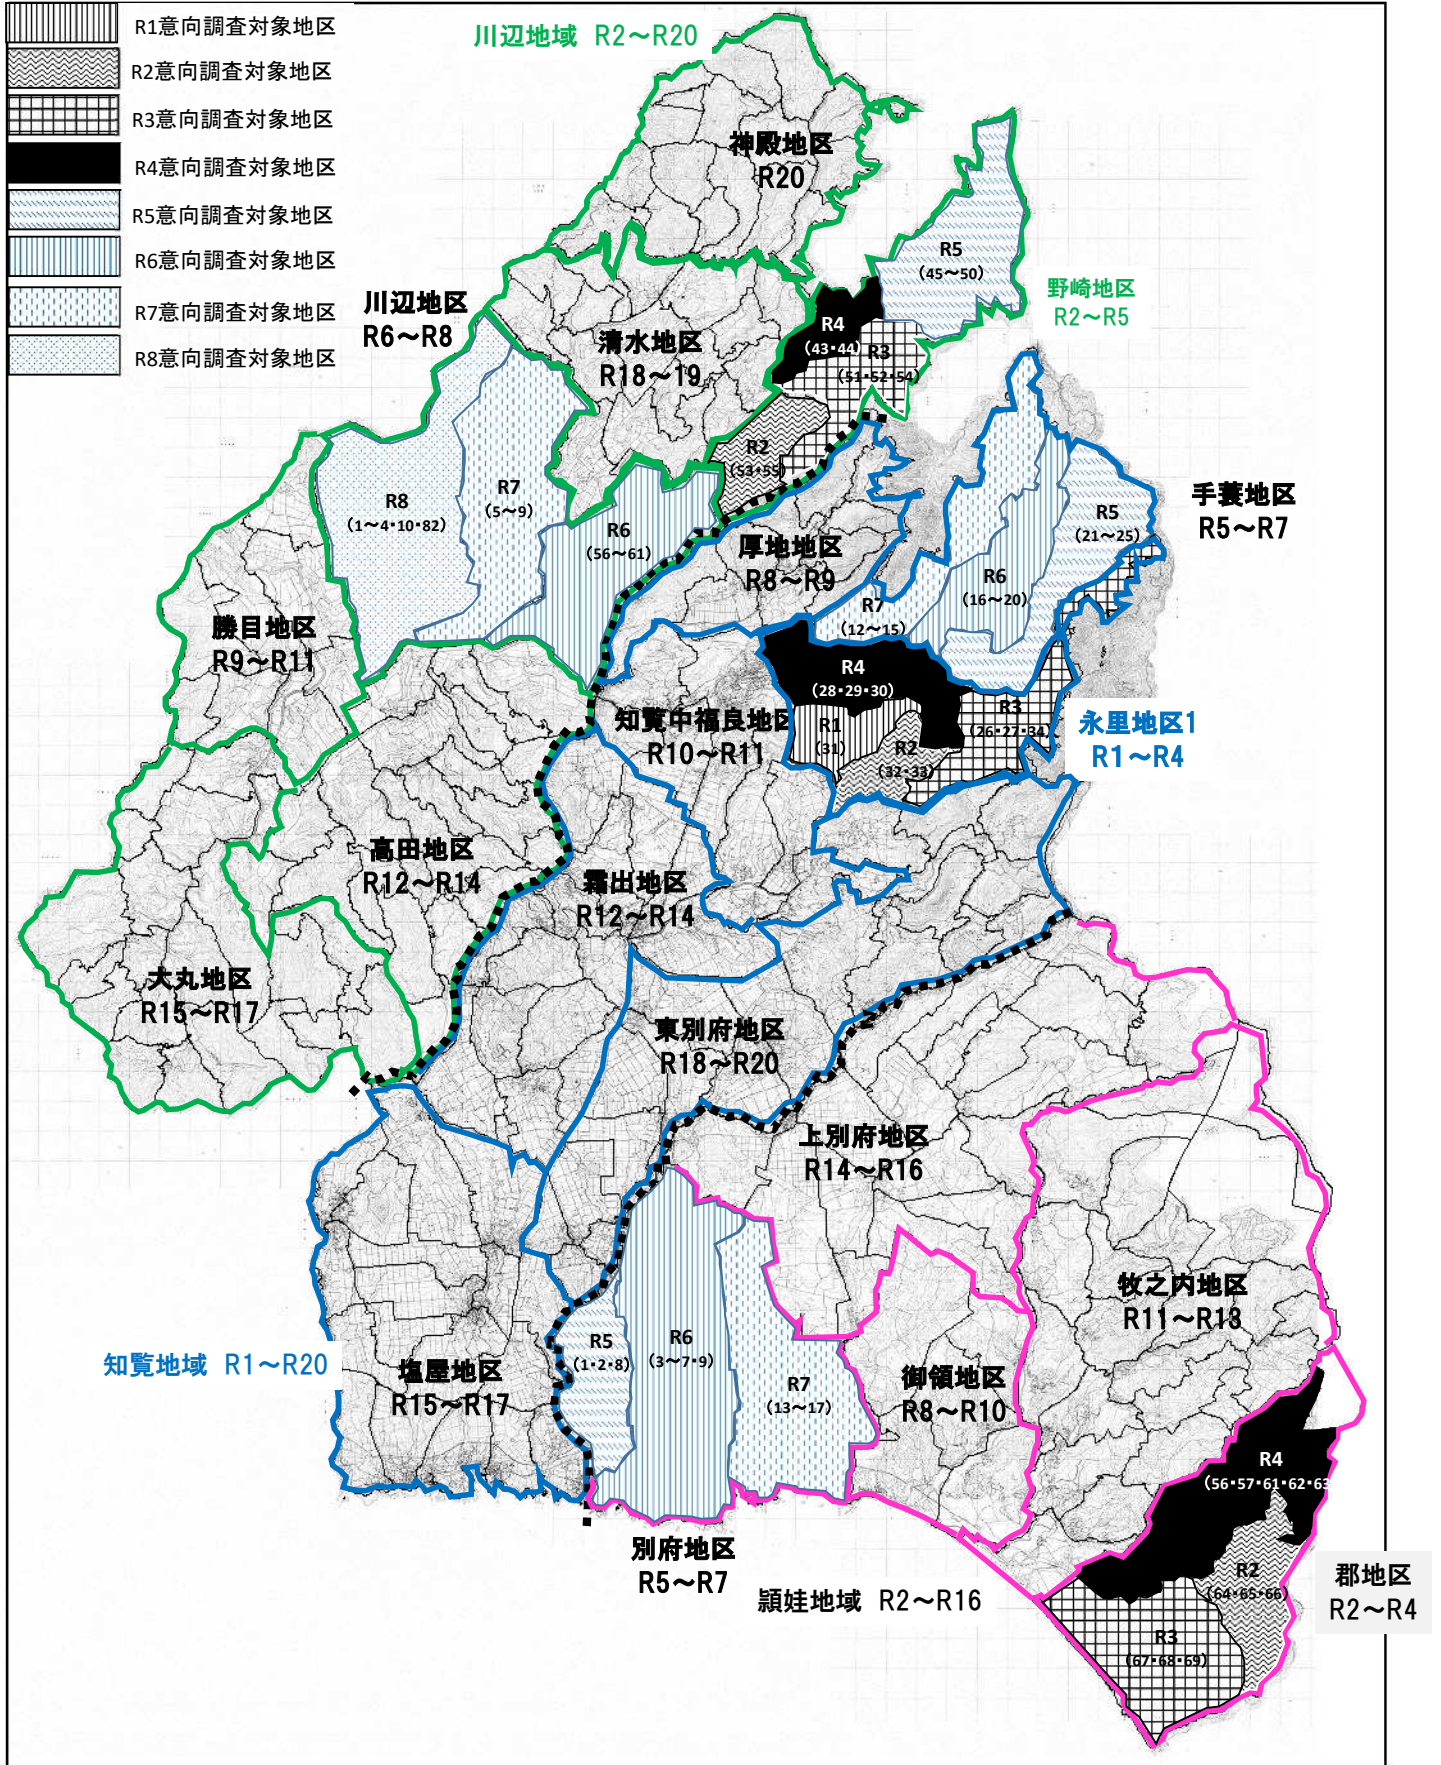 R1意向調査対象地区
R2意向調査対象地区
R3意向調査対象地区
R4意向調査対象地区
R5意向調査対象地区
R6意向調査対象地区
R7意向調査対象地区
R8意向調査対象地区
川辺地域 R2～R20
神殿地区
R20
R5
(45～50)
野崎地区
R2～R5
川辺地区
R6～R8
清水地区
R18～19
R4
(43・44)
R3
(51・52・54)
R2
(53・55)
R8
(1～4・10・82)
R7
(5～9)
R6
(56～61)
厚地地区
R8～R9
手蓑地区
R5～R7
R5
(21～25)
R6
(16～20)
R7
(12～15)
勝目地区
R9～R11
R4
(28・29・30)
R1
(31)
R2
(32・33)
R3
(26・27・34)
永里地区1
R1～R4
知覧中福良地区
R10～R11
高田地区
R12～R14
霜出地区
R12～R14
大丸地区
R15～R17
東別府地区
R18～R20
上別府地区
R14～R16
牧之内地区
R11～R13
知覧地域 R1～R20
塩屋地区
R15～R17
R5
(1・2・8)
R6
(3～7・9)
R7
(13～17)
御領地区
R8～R10
R4
(56・57・61・62・63
R2
(64・65・66)
R3
(67・68・69)
別府地区
R5～R7
頴娃地域 R2～R16
郡地区
R2～R4